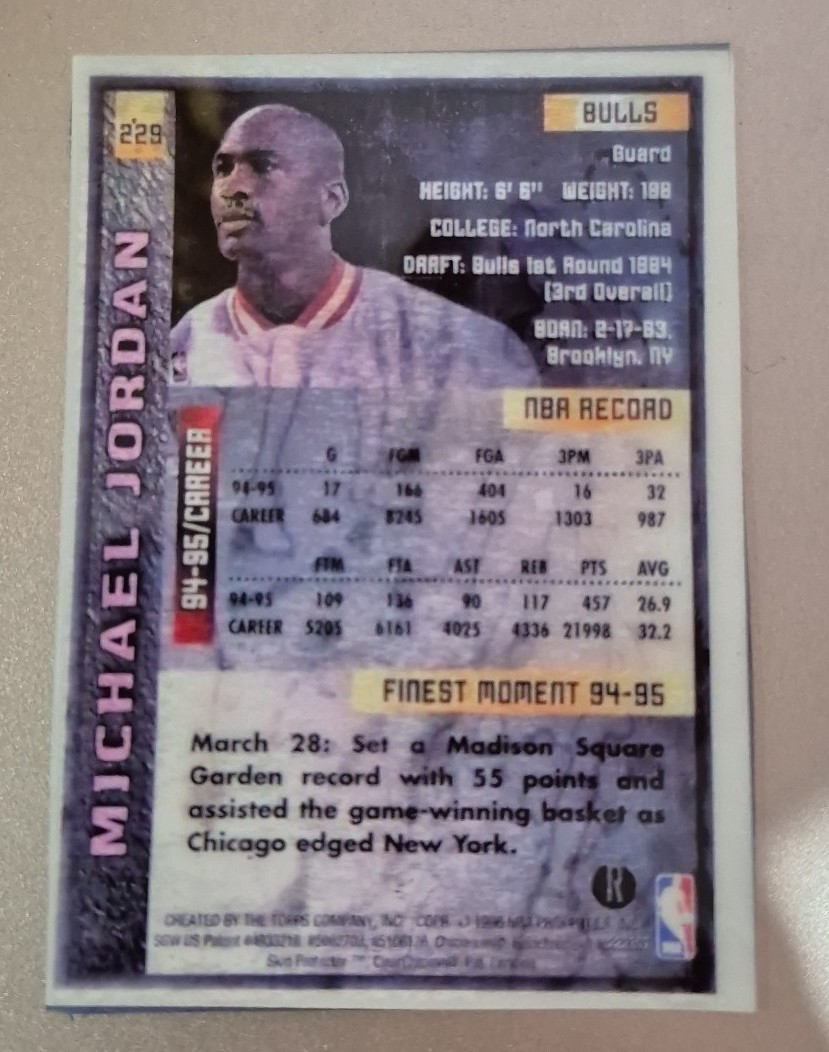 229
MICHAEL JORDAN
BULLS
Guard
HEIGHT: 6' 6" WEIGHT: 198
COLLEGE: North Carolina
DRAFT: Bulls 1st Round 1984
(3rd Overall)
BORN: 2-17-63,
Brooklyn, NY
NBA RECORD
94-95/CAREER
G FGM FGA 3PM 3PA
94-95 17 166 404 16 32
CAREER 684 8245 1605 1303 987
FTM FTA AST REB PTS AVG
94-95 109 136 90 117 457 26.9
CAREER 5205 6161 4025 4336 21998 32.2
FINEST MOMENT 94-95
March 28: Set a Madison Square
Garden record with 55 points and
assisted the game-winning basket as
Chicago edged New York.
R
CREATED BY THE TOPPS COMPANY, INC. 1996 NBA
US Patent